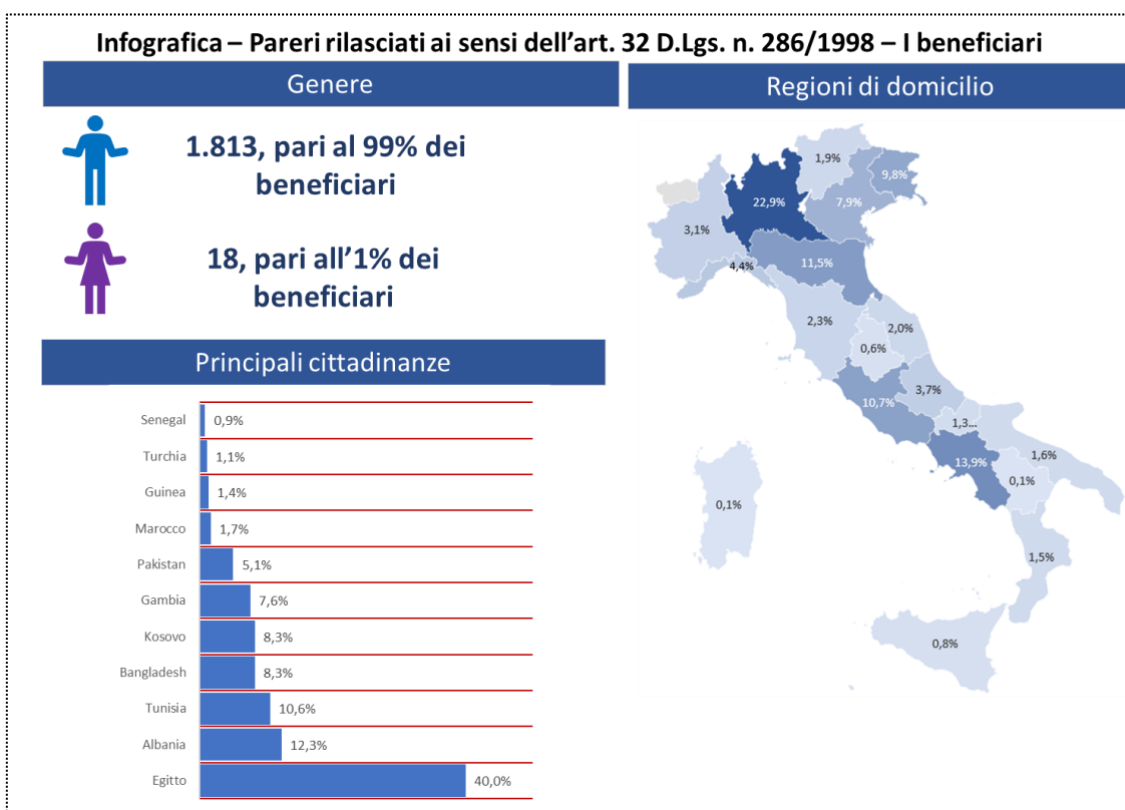 Infografica – Pareri rilasciati ai sensi dell’art. 32 D.Lgs. n. 286/1998 – I beneficiari
Genere
1.813, pari al 99% dei
beneficiari
18, pari all’1% dei
beneficiari
Principali cittadinanze
Senegal 0,9%
Turchia 1,1%
Guinea 1,4%
Marocco 1,7%
Pakistan 5,1%
Gambia 7,6%
Kosovo 8,3%
Bangladesh 8,3%
Tunisia 10,6%
Albania 12,3%
Egitto 40,0%
Regioni di domicilio
1,9%
9,8%
22,9%
7,9%
3,1%
4,4%
11,5%
2,3%
2,0%
0,6%
3,7%
10,7%
1,3...
13,9%
1,6%
0,1%
0,1%
1,5%
0,8%